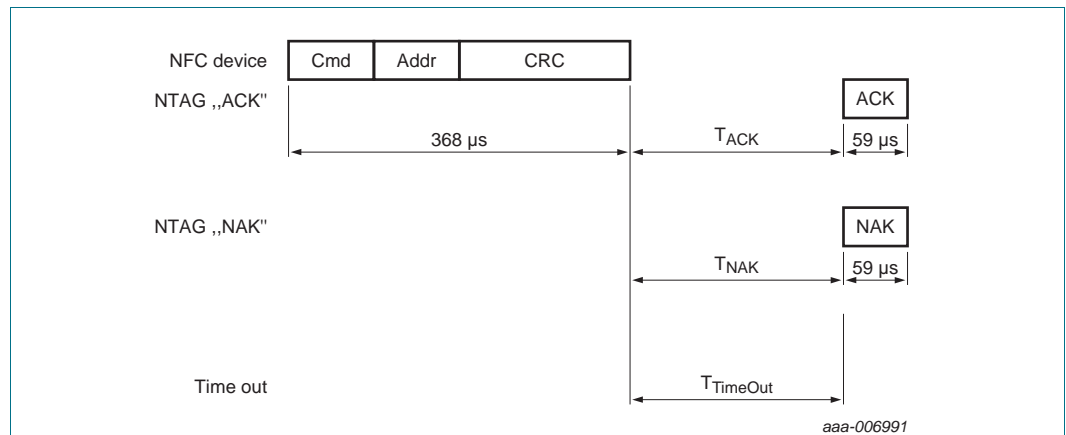 NFC device Cmd Addr CRC
NTAG ,,ACK" ACK
368 µs TACK 59 µs
NTAG ,,NAK" NAK
TNAK 59 µs
Time out TTimeOut
aaa-006991